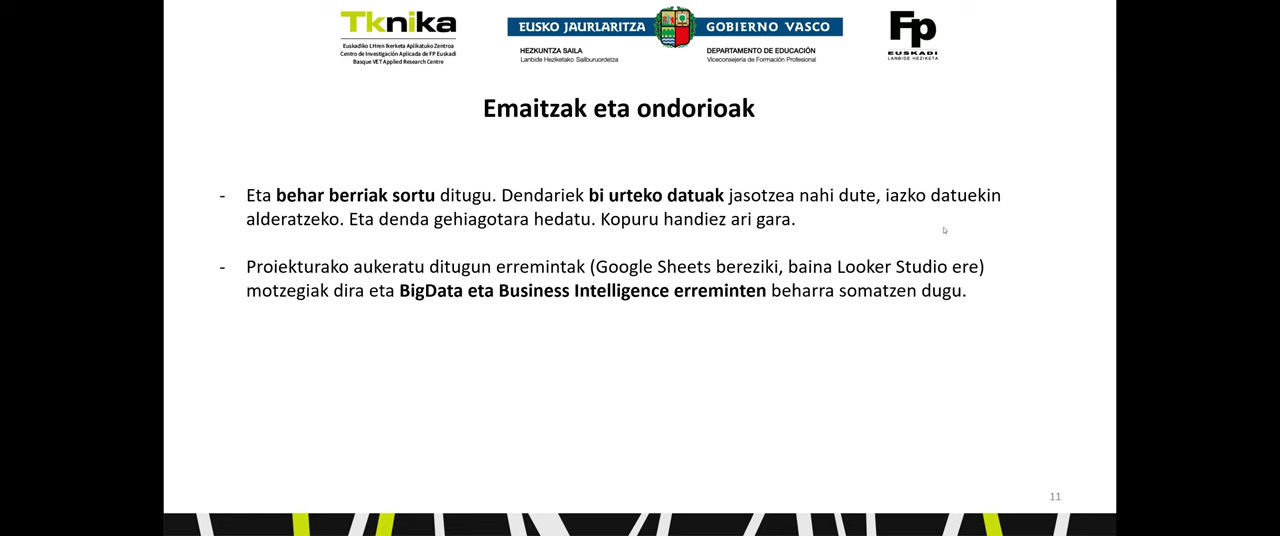 Tknika
Euskadiko LHren Ikerketa Aplikatuko Zentroa
Centro de Investigación Aplicada de FP Euskadi
Basque VET Applied Research Centre
EUSKO JAURLARITZA
GOBIERNO VASCO
HEZKUNTZA SAILA
Lanbide Heziketako Sailburuordetza
DEPARTAMENTO DE EDUCACIÓN
Viceconsejería de Formación Profesional
Fp
EUSKADI
LANBIDE HEZIKETA
Emaitzak eta ondorioak
- Eta behar berriak sortu ditugu. Dendariek bi urteko datuak jasotzea nahi dute, iazko datuekin
alderatzeko. Eta denda gehiagotara hedatu. Kopuru handiez ari gara.
- Proiekturako aukeratu ditugun erremintak (Google Sheets bereziki, baina Looker Studio ere)
motzegiak dira eta BigData eta Business Intelligence erreminten beharra somatzen dugu.
11